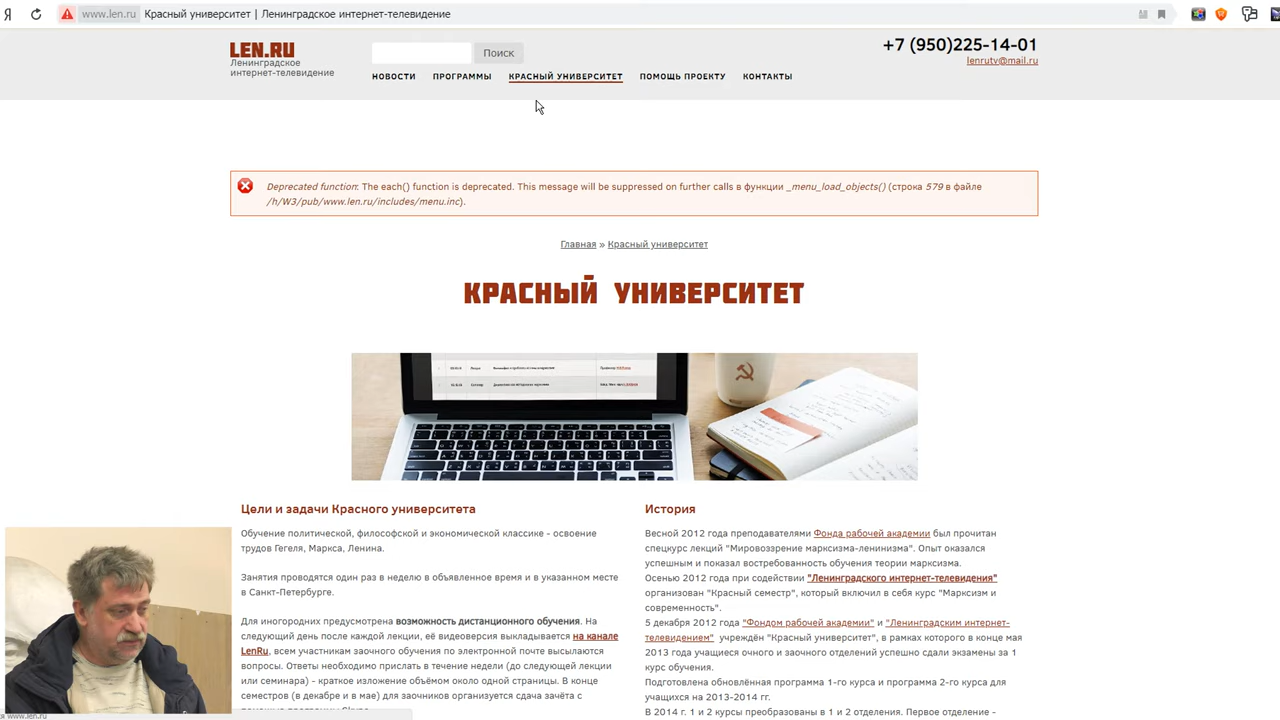 Я www.len.ru Красный университет | Ленинградское интернет-телевидение
LEN.RU
Ленинградское
интернет-телевидение
Поиск
+7 (950)225-14-01
lenrutv@mail.ru
НОВОСТИ ПРОГРАММЫ КРАСНЫЙ УНИВЕРСИТЕТ ПОМОЩЬ ПРОЕКТУ КОНТАКТЫ
Deprecated function: The each() function is deprecated. This message will be suppressed on further calls в функции _menu_load_objects() (строка 579 в файле
/h/W3/pub/www.len.ru/includes/menu.inc).
Главная » Красный университет
КРАСНЫЙ УНИВЕРСИТЕТ
Цели и задачи Красного университета
Обучение политической, философской и экономической классике - освоение
трудов Гегеля, Маркса, Ленина.
Занятия проводятся один раз в неделю в объявленное время и в указанном месте
в Санкт-Петербурге.
Для иногородних предусмотрена возможность дистанционного обучения. На
следующий день после каждой лекции, её видеоверсия выкладывается на канале
LenRu, всем участникам заочного обучения по электронной почте высылаются
вопросы. Ответы необходимо прислать в течение недели (до следующей лекции
или семинара) - краткое изложение объёмом около одной страницы. В конце
семестров (в декабре и в мае) для заочников организуется сдача зачёта с
История
Весной 2012 года преподавателями Фонда рабочей академии был прочитан
спецкурс лекций "Мировоззрение марксизма-ленинизма". Опыт оказался
успешным и показал востребованность обучения теории марксизма.
Осенью 2012 года при содействии "Ленинградского интернет-телевидения"
организован "Красный семестр", который включил в себя курс "Марксизм и
современность".
5 декабря 2012 года "Фондом рабочей академии" и "Ленинградским интернет-
телевидением" учреждён "Красный университет", в рамках которого в конце мая
2013 года учащиеся очного и заочного отделений успешно сдали экзамены за 1
курс обучения.
Подготовлена обновлённая программа 1-го курса и программа 2-го курса для
учащихся на 2013-2014 гг.
В 2014 г. 1 и 2 курсы преобразованы в 1 и 2 отделения. Первое отделение -
www.len.ru